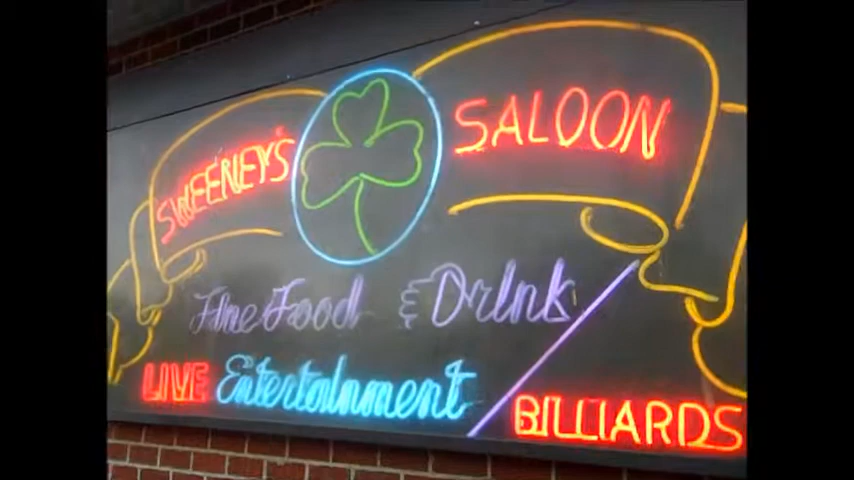 SWEENEY'S SALOON
Fine Food & Drink
LIVE Entertainment BILLIARDS